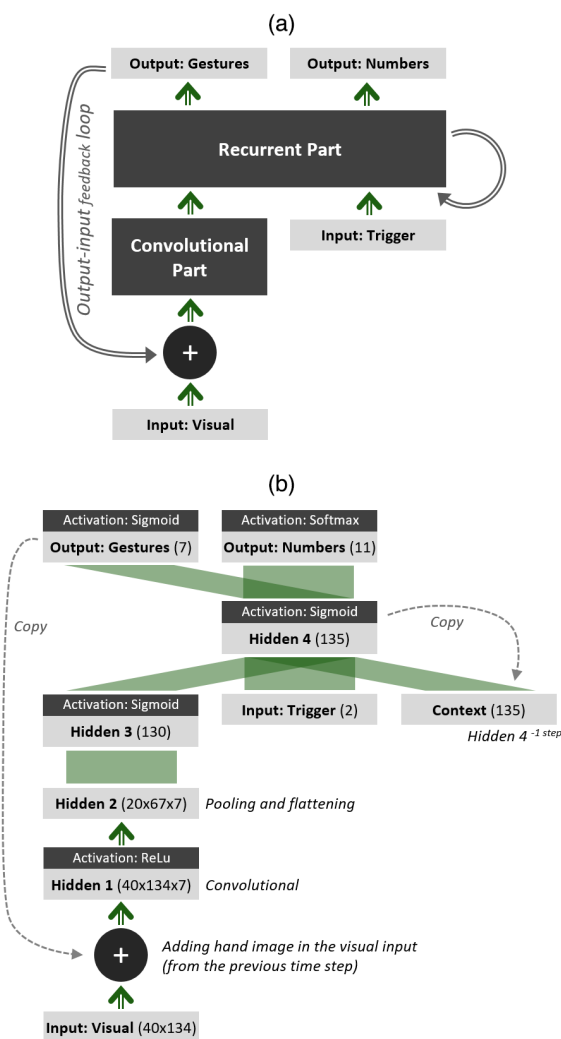 (a)
Output: Gestures
Output: Numbers
Output-input feedback loop
Recurrent Part
Convolutional
Part
Input: Trigger
+
Input: Visual
(b)
Activation: Sigmoid
Output: Gestures (7)
Activation: Softmax
Output: Numbers (11)
Copy
Activation: Sigmoid
Hidden 4 (135)
Copy
Activation: Sigmoid
Hidden 3 (130)
Input: Trigger (2)
Context (135)
Hidden 4 -1 step
Hidden 2 (20x67x7)
Pooling and flattening
Activation: ReLu
Hidden 1 (40x134x7)
Convolutional
+
Adding hand image in the visual input
(from the previous time step)
Input: Visual (40x134)